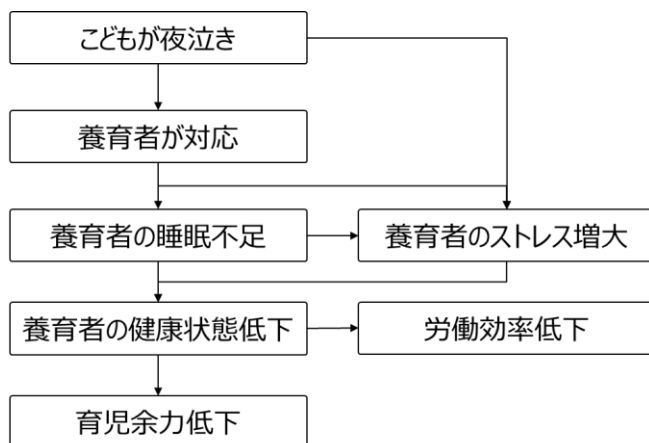 こどもが夜泣き
養育者が対応
養育者の睡眠不足
養育者のストレス増大
養育者の健康状態低下
労働効率低下
育児余力低下